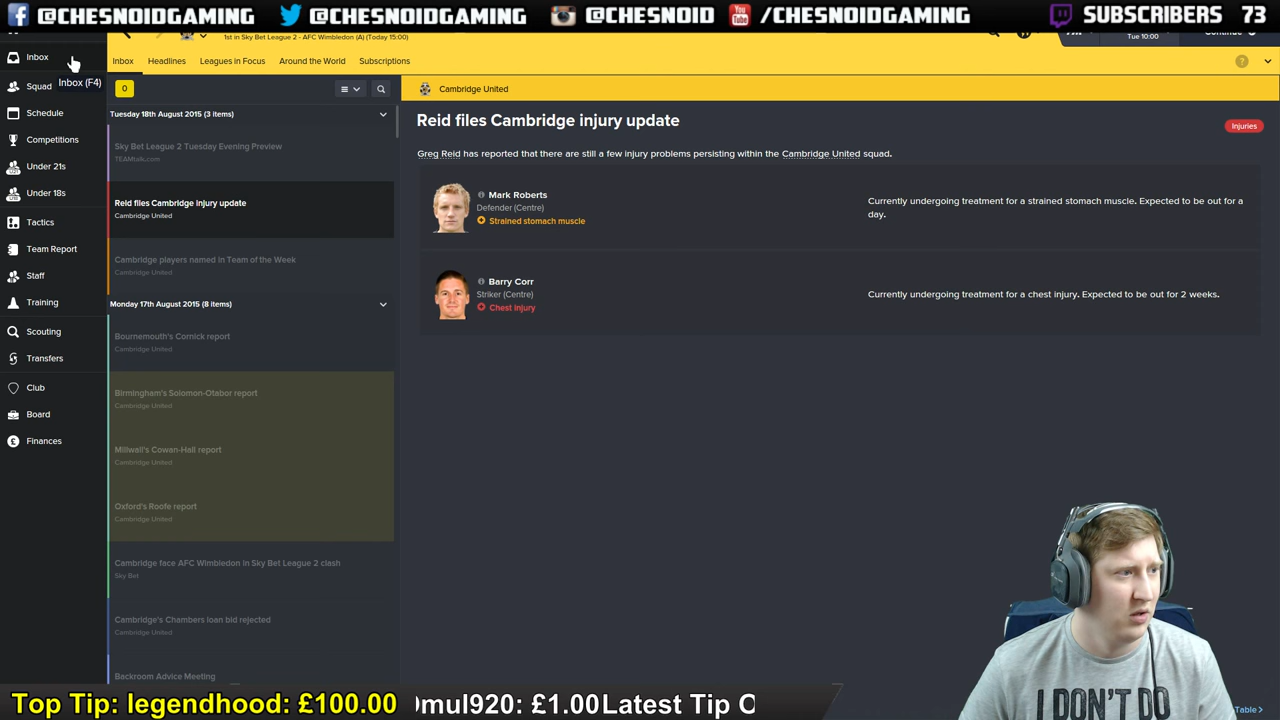 @CHESNOIDGAMING @CHESNOIDGAMING @CHESNOID /CHESNOIDGAMING SUBSCRIBERS 73
1st in Sky Bet League 2 - AFC Wimbledon (A) (Today 15:00)
Tue 10:00
Inbox
Inbox (F4)
Squad
Schedule
Competitions
Under 21s
Under 18s
Tactics
Team Report
Staff
Training
Scouting
Transfers
Club
Board
Finances
Inbox Headlines Leagues in Focus Around the World Subscriptions
0
Tuesday 18th August 2015 (3 items)
Sky Bet League 2 Tuesday Evening Preview
TEAMtalk.com
Reid files Cambridge injury update
Cambridge United
Cambridge players named in Team of the Week
Cambridge United
Monday 17th August 2015 (8 items)
Bournemouth's Cornick report
Cambridge United
Birmingham's Solomon-Otabor report
Cambridge United
Millwall's Cowan-Hall report
Cambridge United
Oxford's Roofe report
Cambridge United
Cambridge face AFC Wimbledon in Sky Bet League 2 clash
Sky Bet
Cambridge's Chambers loan bid rejected
Cambridge United
Backroom Advice Meeting
Cambridge United
Reid files Cambridge injury update
Injuries
Greg Reid has reported that there are still a few injury problems persisting within the Cambridge United squad.
Mark Roberts
Defender (Centre)
Strained stomach muscle
Currently undergoing treatment for a strained stomach muscle. Expected to be out for a
day.
Barry Corr
Striker (Centre)
Chest injury
Currently undergoing treatment for a chest injury. Expected to be out for 2 weeks.
I DON'T DO
Table
Top Tip: legendhood: £100.00 mul920: £1.00Latest Tip